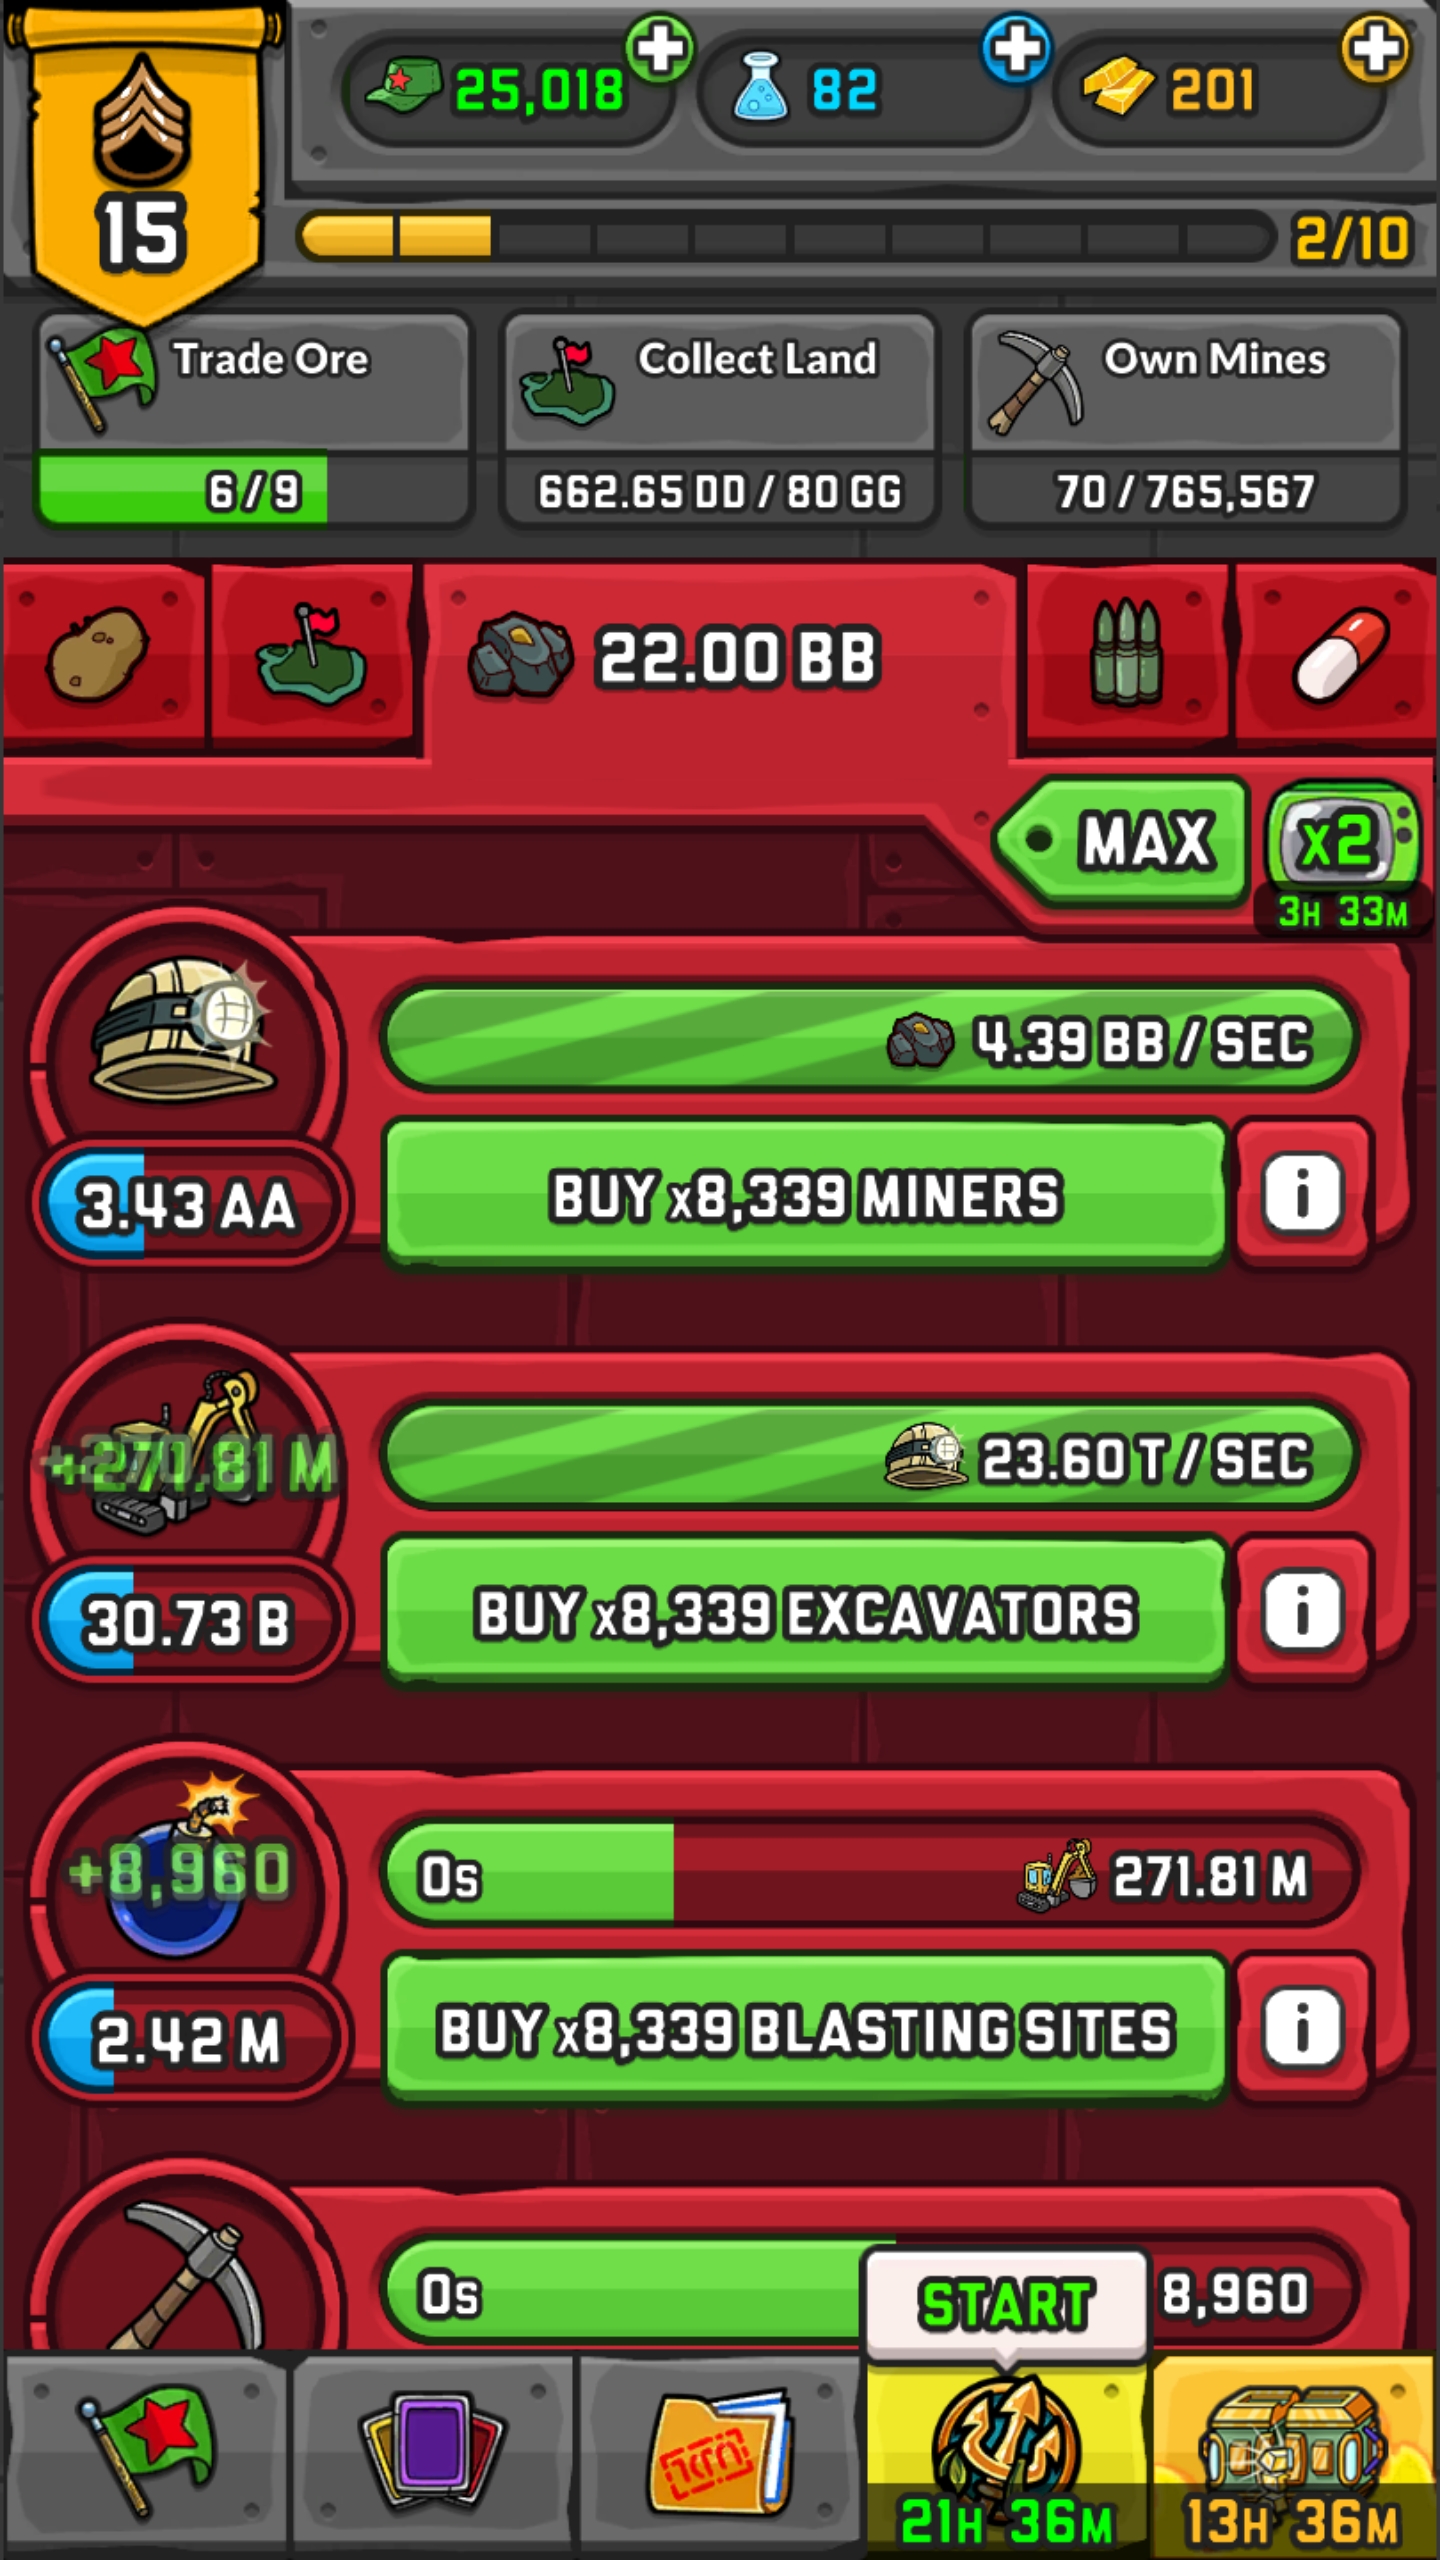 25,018
82
201
15
2/10
Trade Ore
Collect Land
Own Mines
6/9
662.65 DD / 80 GG
70 / 765,567
22.00 BB
MAX
x2
3H 33M
4.39 BB / SEC
3.43 AA
BUY x8,339 MINERS
i
+270.81 M
23.60 T / SEC
30.73 B
BUY x8,339 EXCAVATORS
i
+8,960
0s
271.81 M
2.42 M
BUY x8,339 BLASTING SITES
i
0s
8,960
START
21H 36M
13H 36M